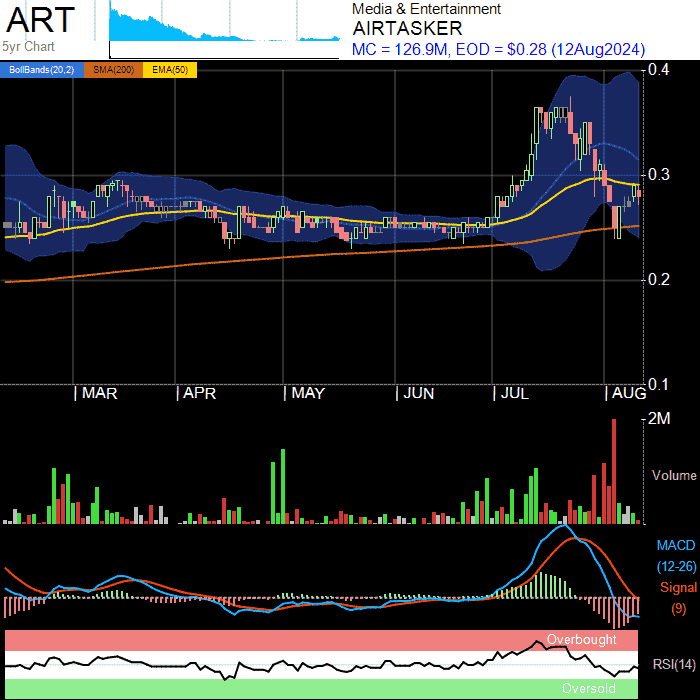 ART
5yr Chart
Media & Entertainment
AIRTASKER
MC = 126.9M, EOD = $0.28 (12Aug2024)
BollBands(20,2) SMA(200) EMA(50)
0.4
0.3
0.2
0.1
MAR APR MAY JUN JUL AUG
2M
Volume
MACD
(12-26)
Signal
(9)
Overbought
RSI(14)
Oversold